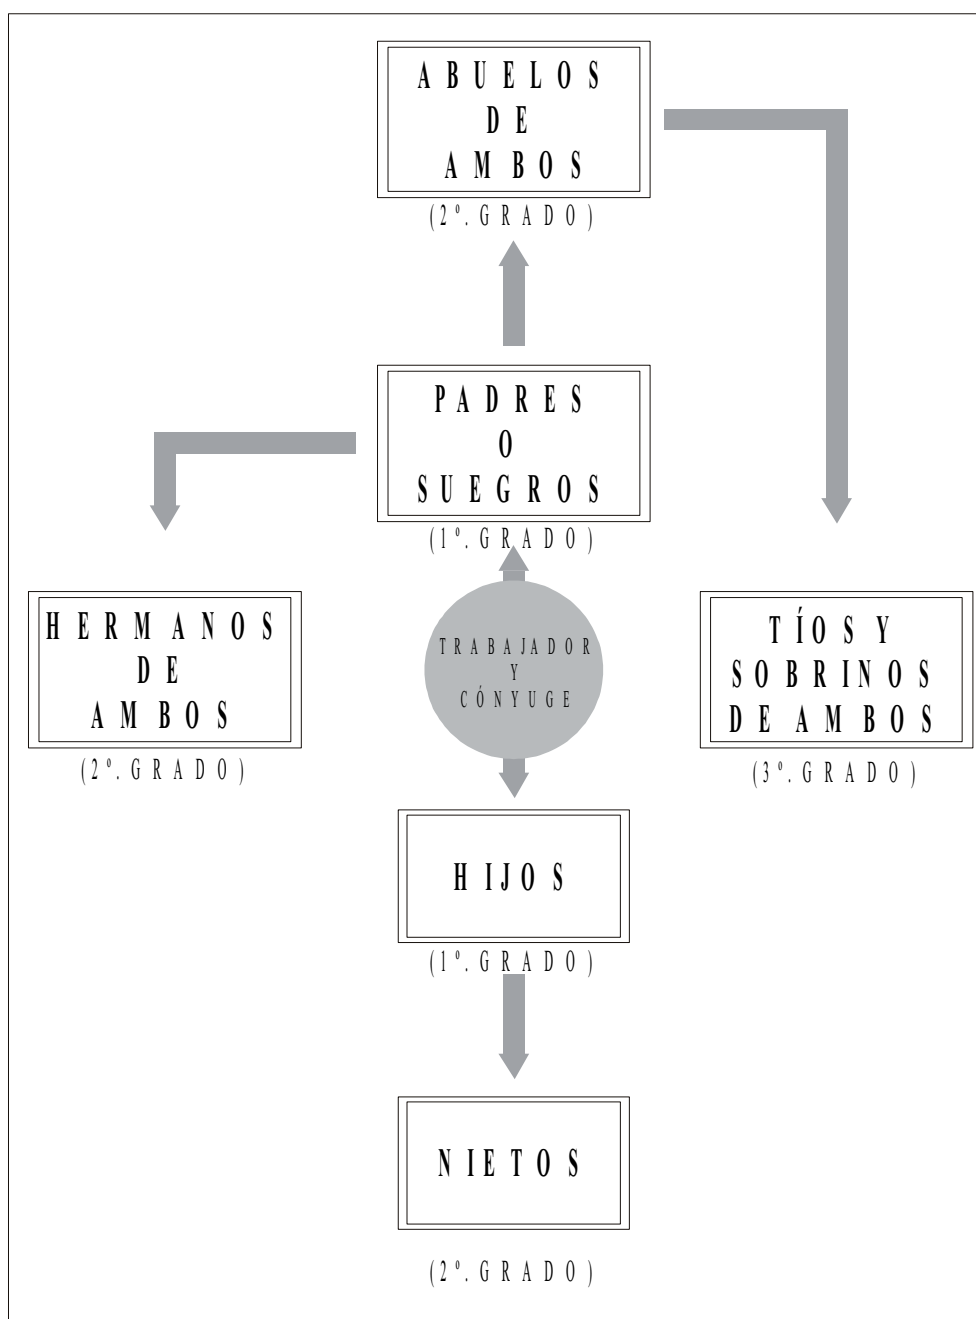 ABUELOS
DE
AMBOS
(2º.GRADO)
PADRES
O
SUEGROS
(1º.GRADO)
HERMANOS
DE
AMBOS
(2º.GRADO)
TRABAJADOR
Y
CÓNYUGE
TÍOS Y
SOBRINOS
DE AMBOS
(3º.GRADO)
HIJOS
(1º.GRADO)
NIETOS
(2º.GRADO)